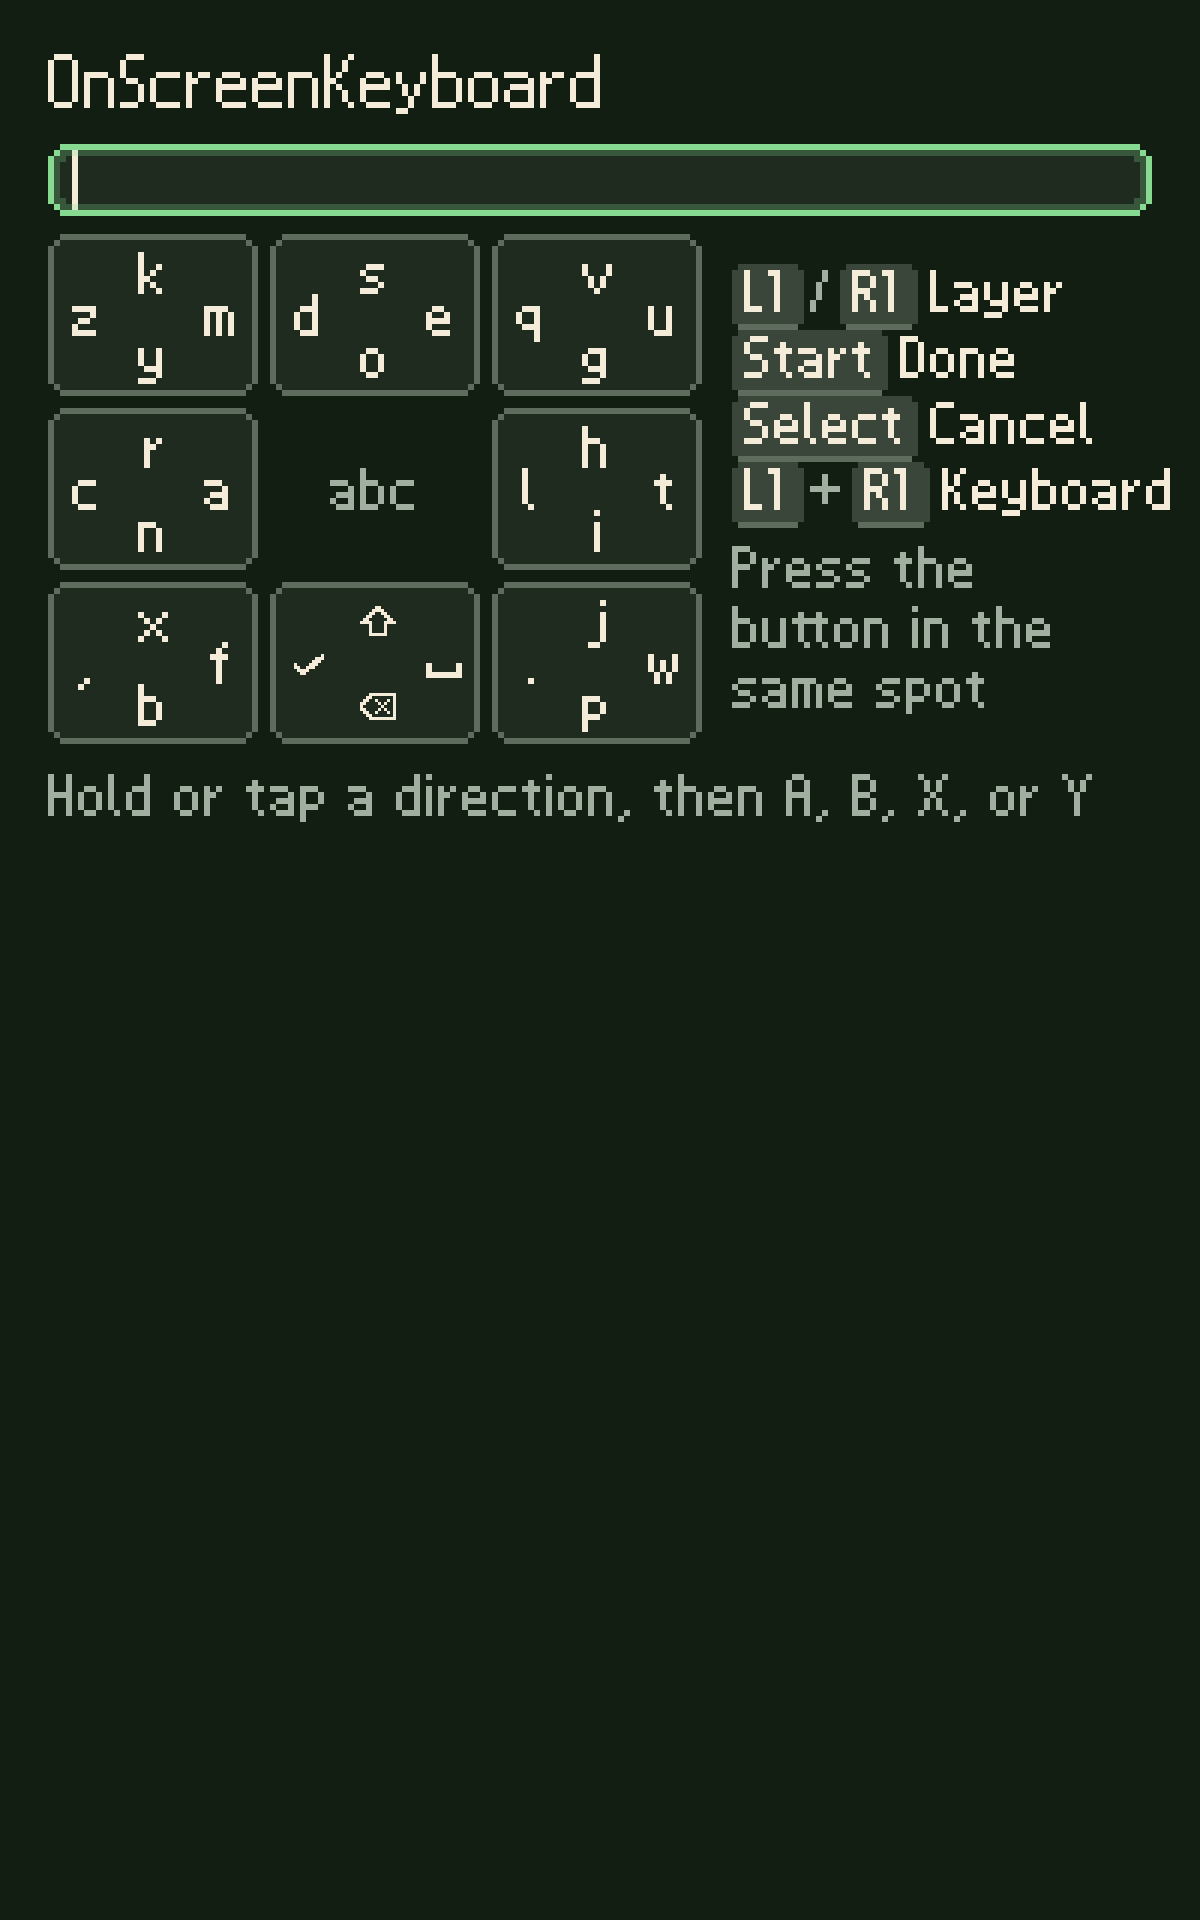 OnScreenKeyboard
k s v
z m d e q u
y o g
L1 / R1 Layer
Start Done
Select Cancel
L1 + R1 Keyboard
r h
c a abc l t
n i
Press the
button in the
same spot
x j
, f . w
b p
Hold or tap a direction, then A, B, X, or Y